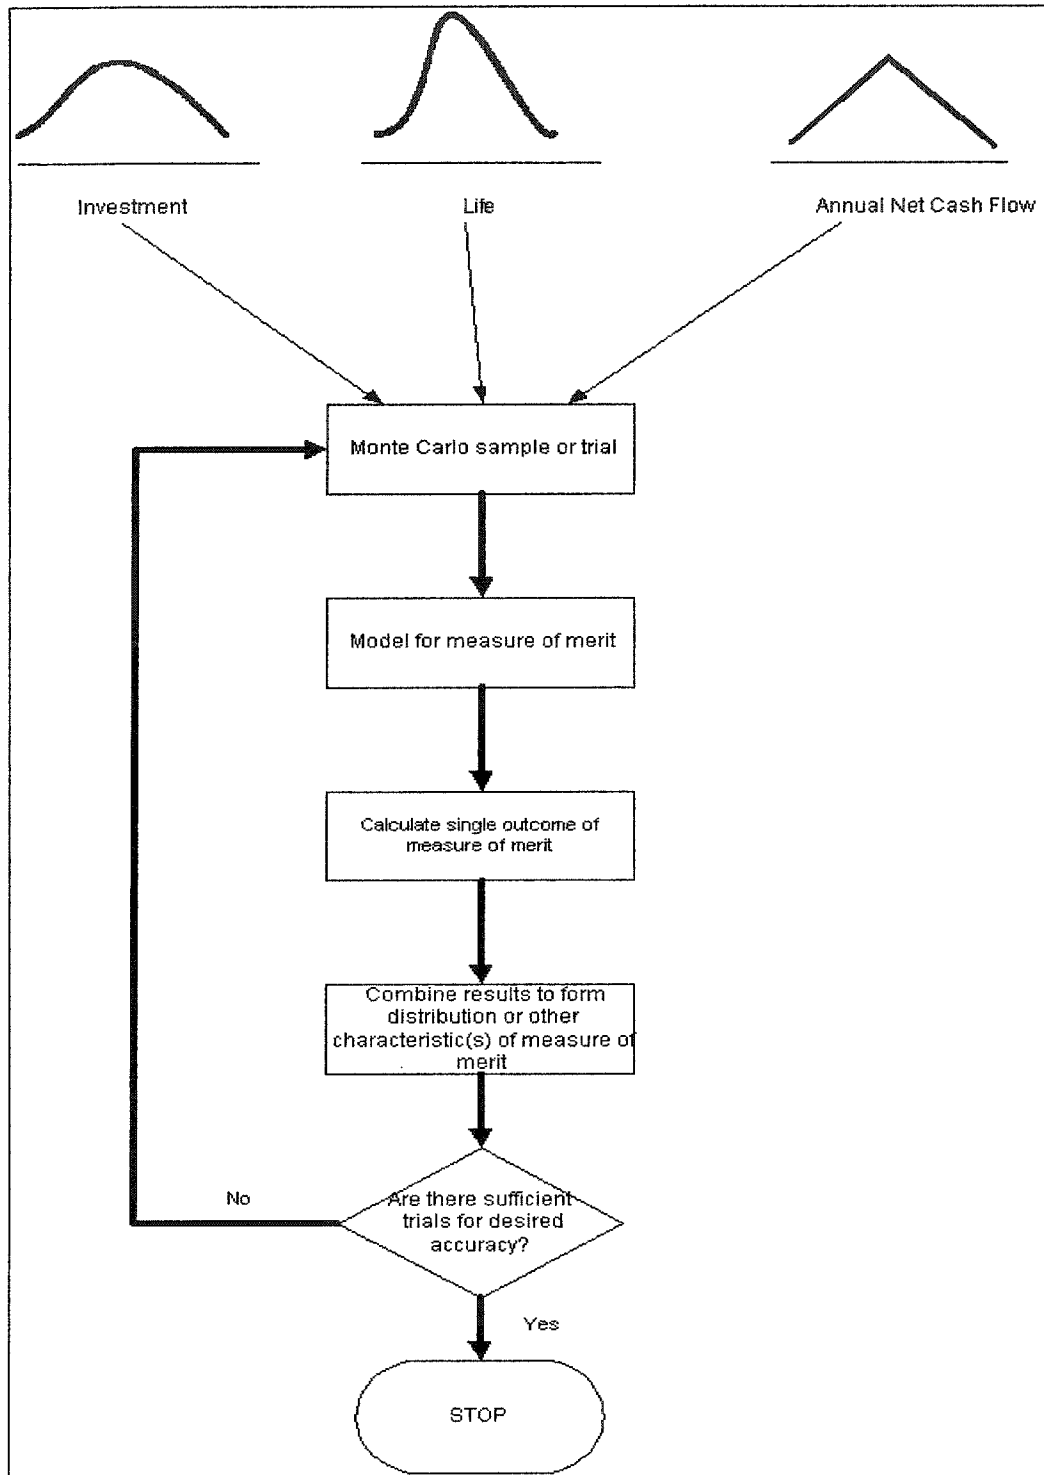 Investment
Life
Annual Net Cash Flow
Monte Carlo sample or trial
Model for measure of merit
Calculate single outcome of
measure of merit
Combine results to form
distribution or other
characteristic(s) of measure of
merit
Are there sufficient
trials for desired
accuracy?
No
Yes
STOP